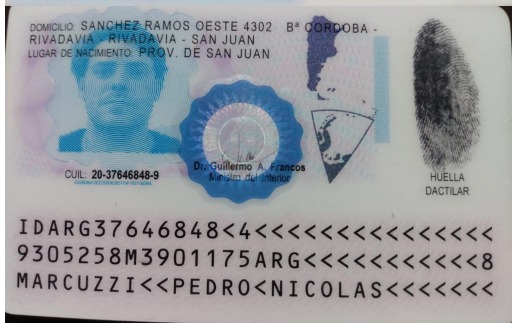 DOMICILIO: SANCHEZ RAMOS OESTE 4302 Bª CORDOBA -
RIVADAVIA - RIVADAVIA - SAN JUAN
LUGAR DE NACIMIENTO: PROV. DE SAN JUAN
CUIL: 20-37646848-9
Dr. Guillermo A. Francos
Ministro del Interior
HUELLA
DACTILAR
IDARG37646848<4<<<<<<<<<<<<<<<
9305258M3901175ARG<<<<<<<<<<<8
MARCUZZI<<PEDRO<NICOLAS<<<<<<<